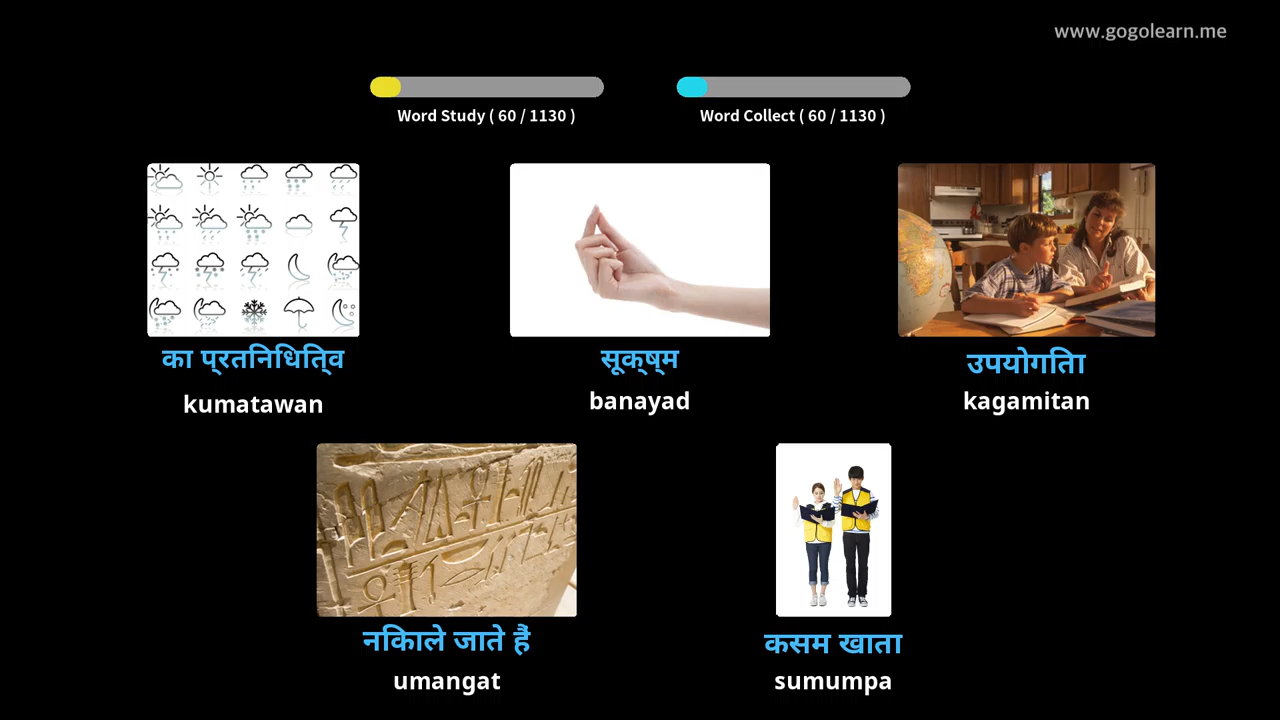 www.gogolearn.me
Word Study ( 60 / 1130 )
Word Collect ( 60 / 1130 )
का प्रतिनिधित्वि
kumatawan
सूक्ष्म
banayad
उपयोगिता
kagamitan
निकाले जाते हैं
umangat
कसम खाता
sumumpa